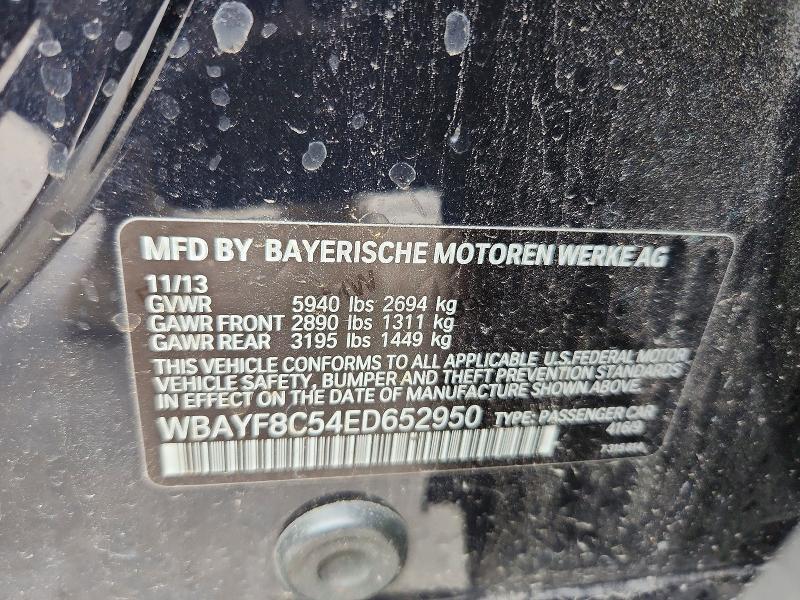 MFD BY BAYERISCHE MOTOREN WERKE AG
11/13
GVWR 5940 lbs 2694 kg
GAWR FRONT 2890 lbs 1311 kg
GAWR REAR 3195 lbs 1449 kg
THIS VEHICLE CONFORMS TO ALL APPLICABLE U.S. FEDERAL MOTOR
VEHICLE SAFETY, BUMPER AND THEFT PREVENTION STANDARDS
IN EFFECT ON THE DATE OF MANUFACTURE SHOWN ABOVE.
WBAYF8C54ED652950 TYPE: PASSENGER CAR